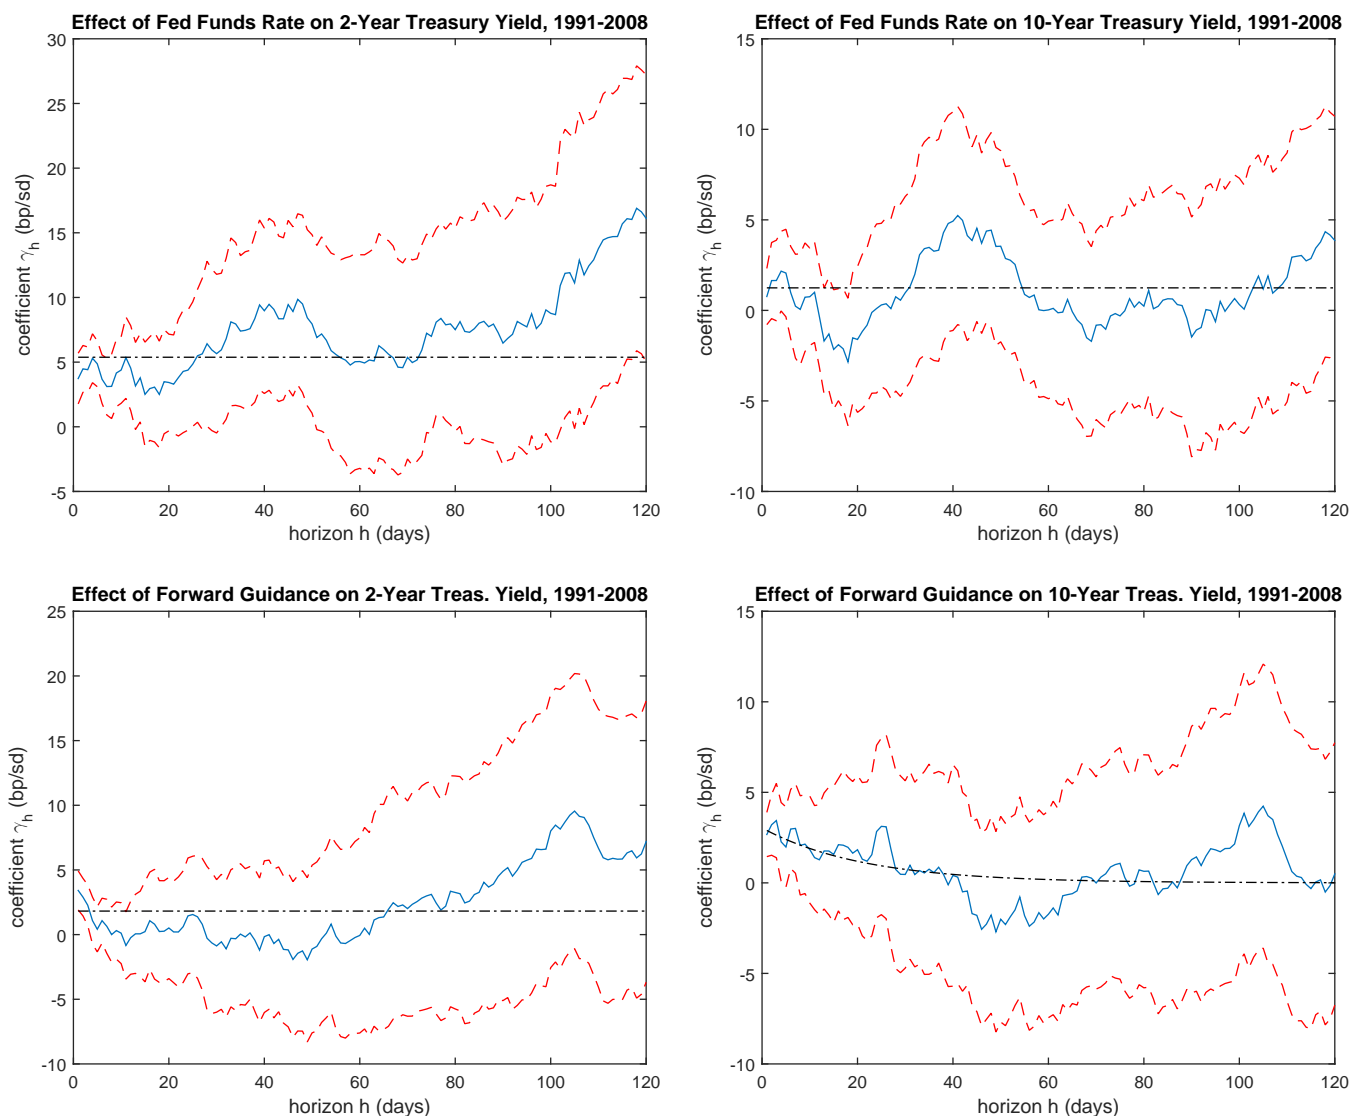 Effect of Fed Funds Rate on 2-Year Treasury Yield, 1991-2008
30
25
20
15
10
5
0
-5
coefficient γh (bp/sd)
0 20 40 60 80 100 120
horizon h (days)
Effect of Fed Funds Rate on 10-Year Treasury Yield, 1991-2008
15
10
5
0
-5
-10
coefficient γh (bp/sd)
0 20 40 60 80 100 120
horizon h (days)
Effect of Forward Guidance on 2-Year Treas. Yield, 1991-2008
25
20
15
10
5
0
-5
-10
coefficient γh (bp/sd)
0 20 40 60 80 100 120
horizon h (days)
Effect of Forward Guidance on 10-Year Treas. Yield, 1991-2008
15
10
5
0
-5
-10
coefficient γh (bp/sd)
0 20 40 60 80 100 120
horizon h (days)